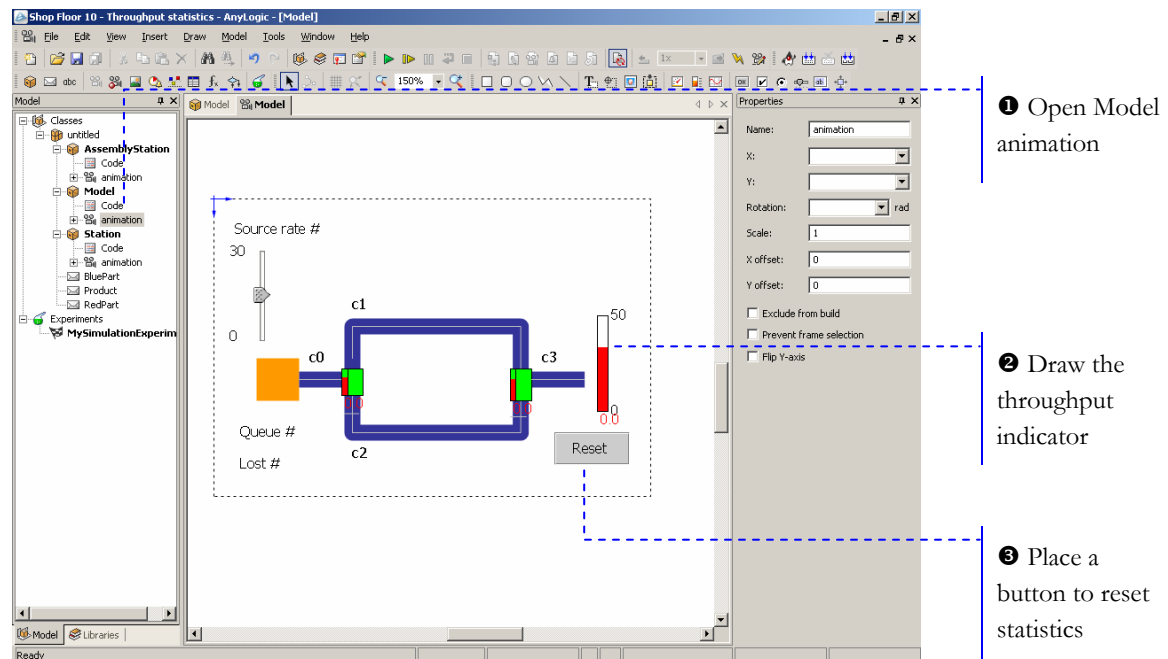 Shop Floor 10 - Throughput statistics - AnyLogic - [Model]
File Edit View Insert Draw Model Tools Window Help
1x
abc 150%
Model
Classes
untitled
AssemblyStation
Code
animation
Model
Code
animation
Station
Code
animation
BluePart
Product
RedPart
Experiments
MySimulationExperim
Model Libraries
Ready
Model Model
Source rate #
30
0
c1
c0
c3
c2
50
0
0.0
Queue #
Lost #
Reset
Properties
Name: animation
X:
Y:
Rotation: rad
Scale: 1
X offset: 0
Y offset: 0
Exclude from build
Prevent frame selection
Flip Y-axis
❶ Open Model
animation
❷ Draw the
throughput
indicator
❸ Place a
button to reset
statistics